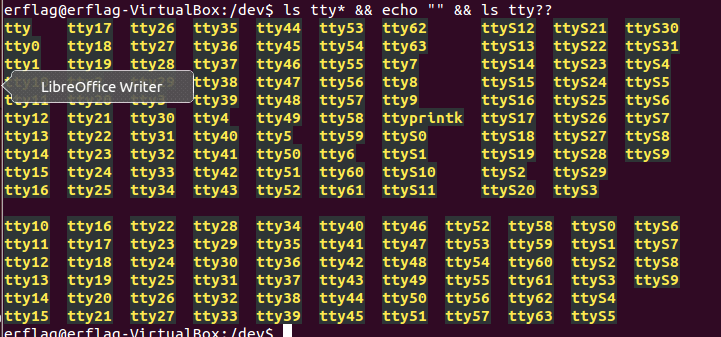 erflag@erflag-VirtualBox:/dev$ ls tty* && echo "" && ls tty??
tty tty17 tty26 tty35 tty44 tty53 tty62 ttyS12 ttyS21 ttyS30
tty0 tty18 tty27 tty36 tty45 tty54 tty63 ttyS13 ttyS22 ttyS31
tty1 tty19 tty28 tty37 tty46 tty55 tty7 ttyS14 ttyS23 ttyS4
LibreOffice Writer
tty38 tty47 tty56 tty8 ttyS15 ttyS24 ttyS5
tty39 tty48 tty57 tty9 ttyS16 ttyS25 ttyS6
tty12 tty21 tty30 tty4 tty49 tty58 ttyprintk ttyS17 ttyS26 ttyS7
tty13 tty22 tty31 tty40 tty5 tty59 ttyS0 ttyS18 ttyS27 ttyS8
tty14 tty23 tty32 tty41 tty50 tty6 ttyS1 ttyS19 ttyS28 ttyS9
tty15 tty24 tty33 tty42 tty51 tty60 ttyS10 ttyS2 ttyS29
tty16 tty25 tty34 tty43 tty52 tty61 ttyS11 ttyS20 ttyS3
tty10 tty16 tty22 tty28 tty34 tty40 tty46 tty52 tty58 ttyS0 ttyS6
tty11 tty17 tty23 tty29 tty35 tty41 tty47 tty53 tty59 ttyS1 ttyS7
tty12 tty18 tty24 tty30 tty36 tty42 tty48 tty54 tty60 ttyS2 ttyS8
tty13 tty19 tty25 tty31 tty37 tty43 tty49 tty55 tty61 ttyS3 ttyS9
tty14 tty20 tty26 tty32 tty38 tty44 tty50 tty56 tty62 ttyS4
tty15 tty21 tty27 tty33 tty39 tty45 tty51 tty57 tty63 ttyS5
erflag@erflag-VirtualBox:/dev$